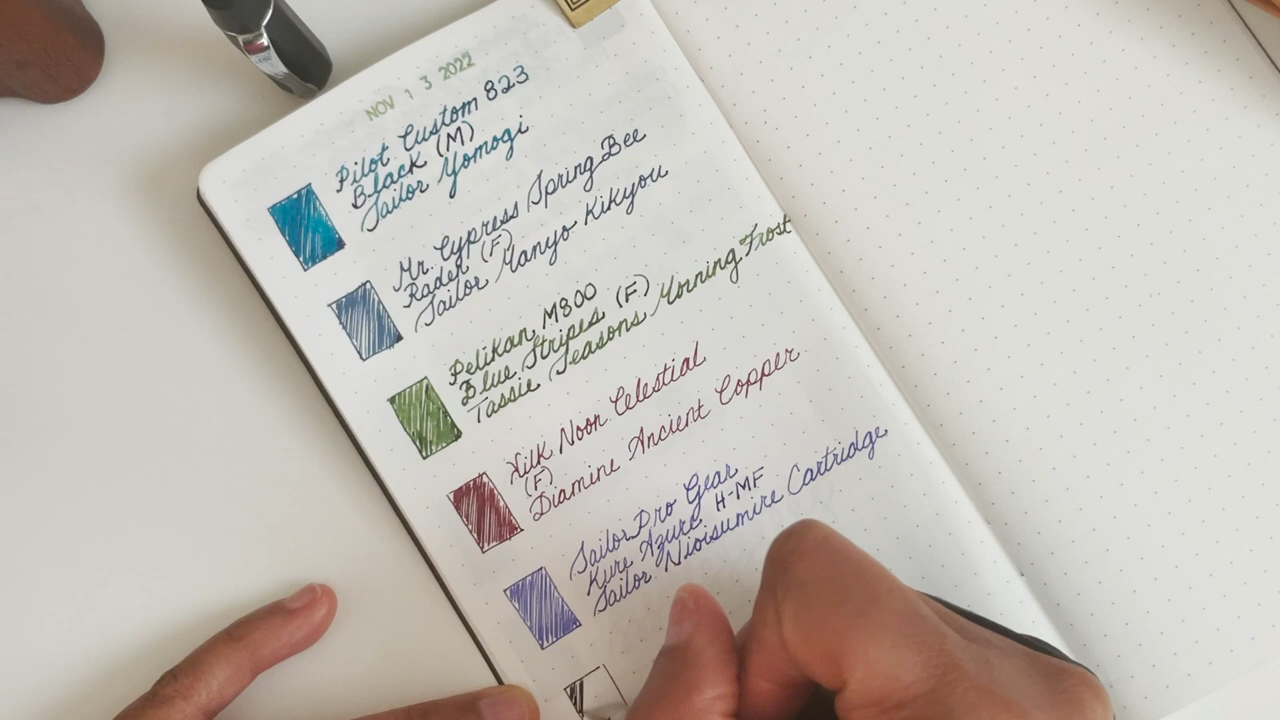 NOV 1 3 2022
Pilot Custom 823
Black (M)
Sailor Yomogi
Mr. Cypress Spring Bee
Raden (F)
Sailor Manyo Kikyou
Pelikan M800
Blue Stripes (F)
Tassie Seasons Morning Frost
Kilk Noor Celestial
(F)
Diamine Ancient Copper
Sailor Pro Gear
Kure Azure H-MF
Sailor Nioisumire Cartridge